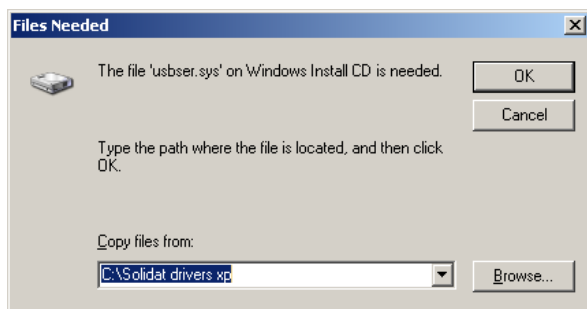 Files Needed
The file 'usbser.sys' on Windows Install CD is needed.
OK
Cancel
Type the path where the file is located, and then click
OK.
Copy files from:
C:\Solidat drivers xp
Browse...